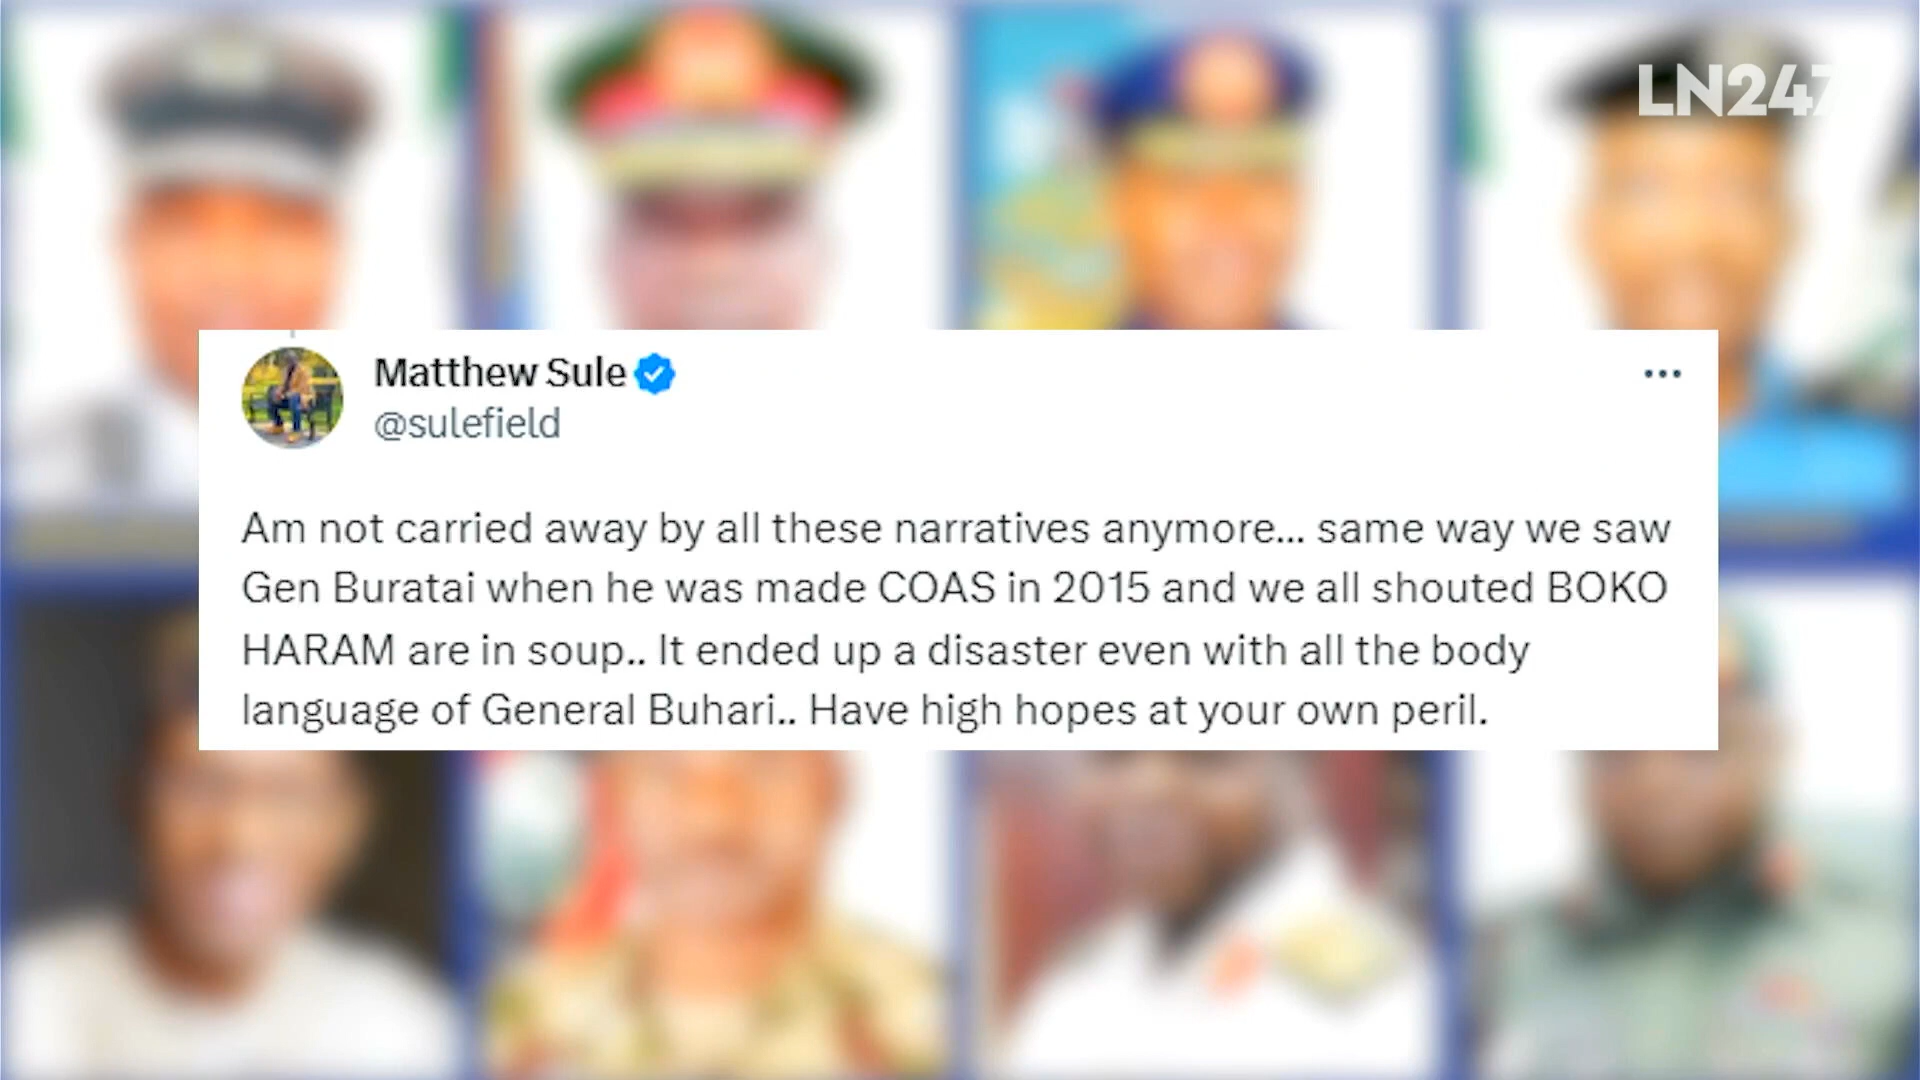 LN247
Matthew Sule
@sulefield
Am not carried away by all these narratives anymore... same way we saw
Gen Buratai when he was made COAS in 2015 and we all shouted BOKO
HARAM are in soup.. It ended up a disaster even with all the body
language of General Buhari.. Have high hopes at your own peril.